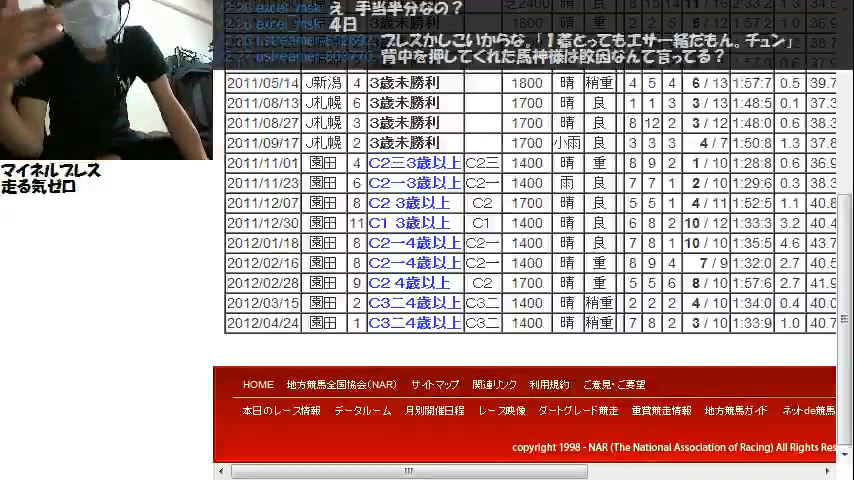 2:26 excel_msk え 手当半分なの？
2:26 excel_msk 4日
ブレスかしこいからな。「1着とってもエサ一緒だもん。チュン」
背中を押してくれた馬神様は敗因なんて言ってる？
マイネルブレス
走る気ゼロ
2011/05/14 J新潟 4 3歳未勝利 1800 晴 稍重 4 5 4 6 / 13 1:57:7 0.5 39.7
2011/08/13 J札幌 6 3歳未勝利 1700 晴 良 1 1 3 3 / 13 1:48:5 0.1 37.3
2011/08/27 J札幌 3 3歳未勝利 1700 晴 良 8 12 2 3 / 12 1:48:0 0.6 38.3
2011/09/17 J札幌 2 3歳未勝利 1700 小雨 良 3 3 3 4 / 7 1:50:8 1.3 37.8
2011/11/01 園田 4 C2三3歳以上 C2三 1400 晴 重 8 9 2 1 / 10 1:28:8 0.6 36.9
2011/11/23 園田 6 C2一3歳以上 C2一 1400 雨 良 7 7 1 2 / 10 1:29:6 0.3 38.3
2011/12/07 園田 8 C2 3歳以上 C2 1700 晴 良 5 5 1 4 / 11 1:52:5 1.1 40.8
2011/12/30 園田 11 C1 3歳以上 C1 1400 晴 良 6 8 2 10 / 12 1:33:3 3.2 40.4
2012/01/18 園田 8 C2一4歳以上 C2一 1400 晴 良 7 8 1 10 / 10 1:35:5 4.6 43.7
2012/02/16 園田 8 C2一4歳以上 C2一 1400 晴 重 8 9 4 7 / 9 1:32:0 2.7 40.5
2012/02/28 園田 9 C2 4歳以上 C2 1700 晴 重 5 5 6 8 / 10 1:57:6 2.7 41.9
2012/03/15 園田 2 C3二4歳以上 C3二 1400 晴 稍重 2 2 2 4 / 10 1:34:0 0.4 40.0
2012/04/24 園田 1 C3二4歳以上 C3二 1400 晴 稍重 7 8 2 3 / 10 1:33:9 1.0 40.7
HOME 地方競馬全国協会(NAR) サイトマップ 関連リンク 利用規約 ご意見・ご要望
本日のレース情報 データルーム 月別開催日程 レース映像 ダートグレード競走 重賞競走情報 地方競馬ガイド ネットde競馬
copyright 1998 - NAR (The National Association of Racing) All Rights Res